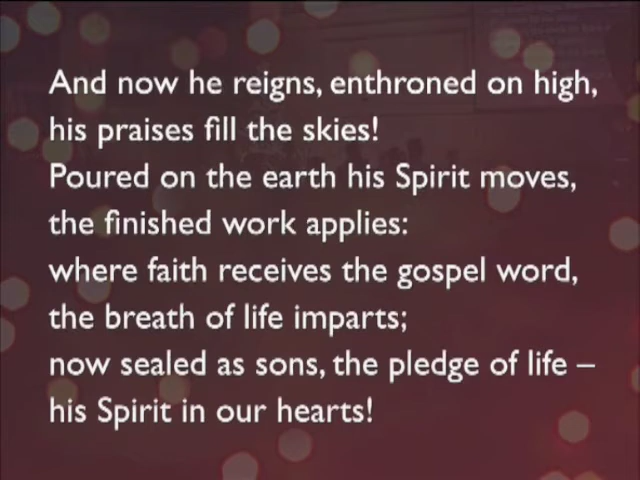 And now he reigns, enthroned on high,
his praises fill the skies!
Poured on the earth his Spirit moves,
the finished work applies:
where faith receives the gospel word,
the breath of life imparts;
now sealed as sons, the pledge of life –
his Spirit in our hearts!